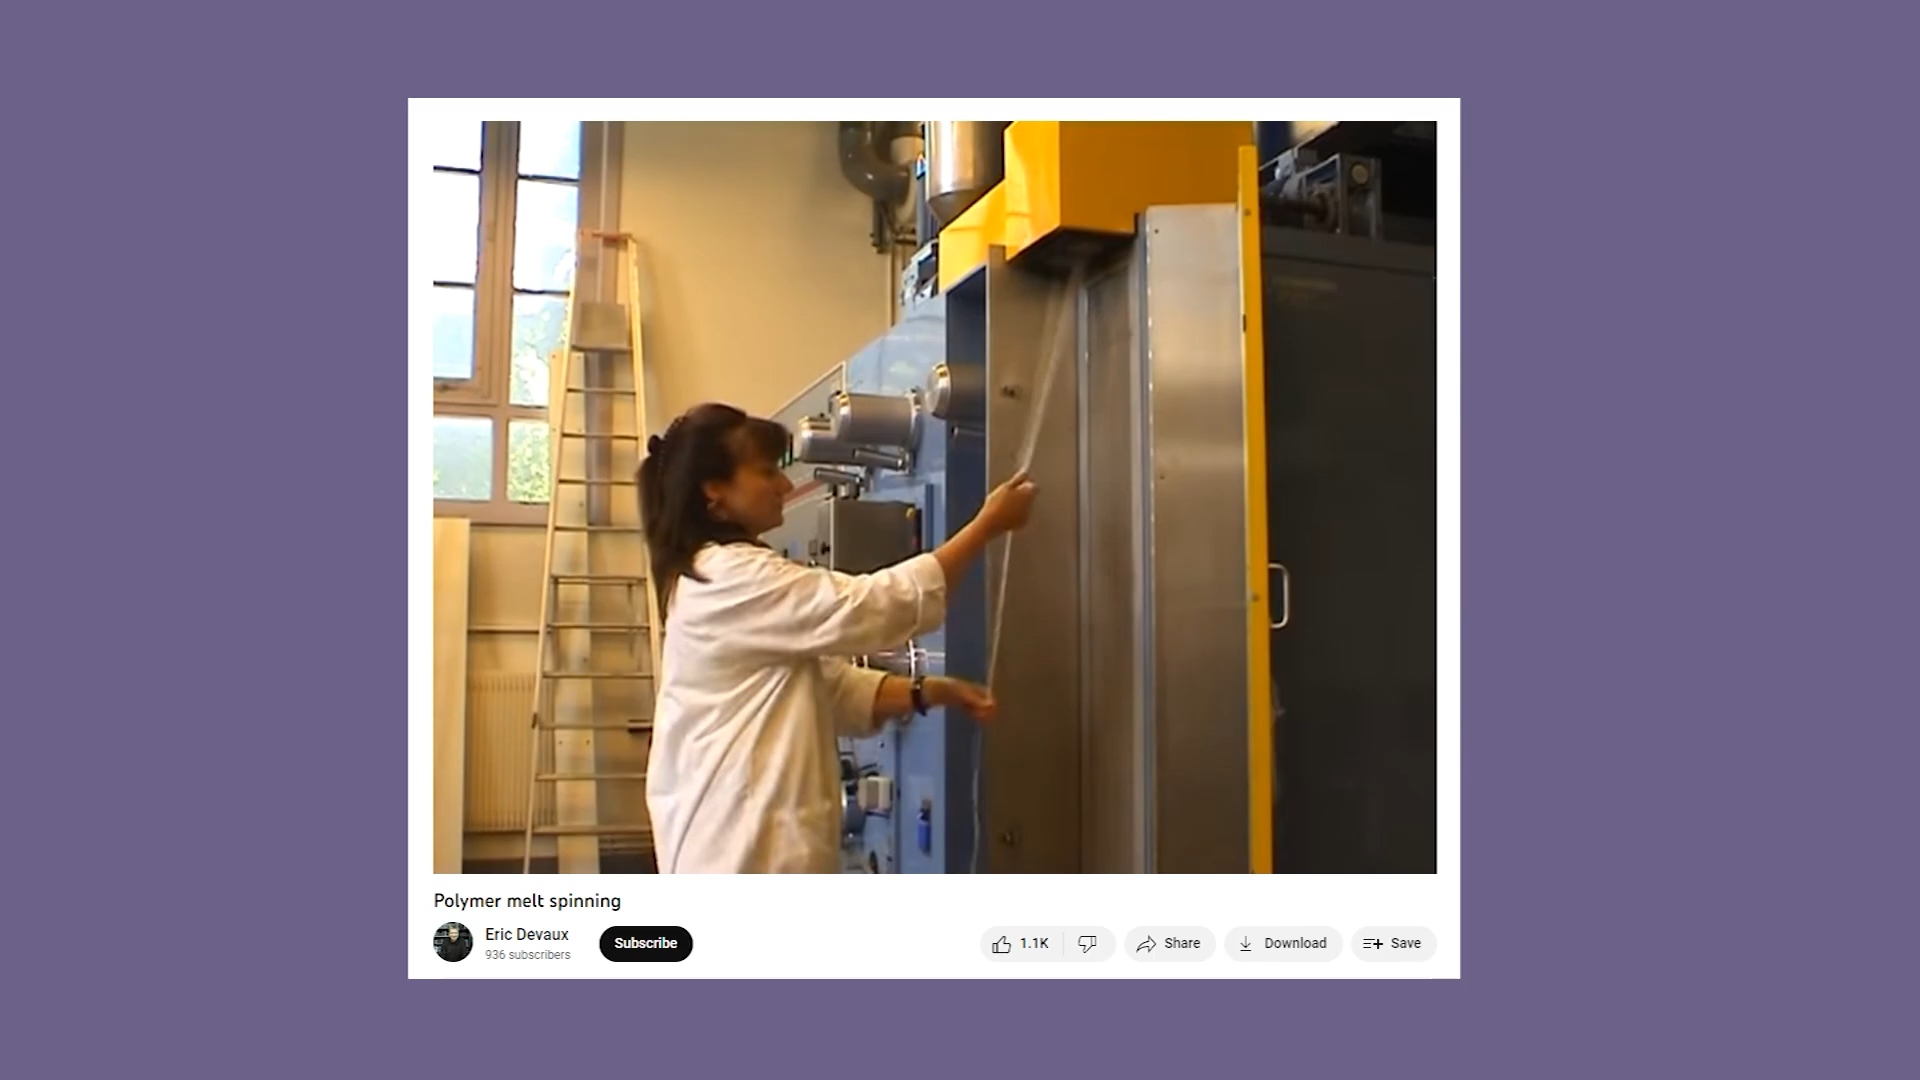 Polymer melt spinning
Eric Devaux
936 subscribers
Subscribe
1.1K
Share
Download
Save